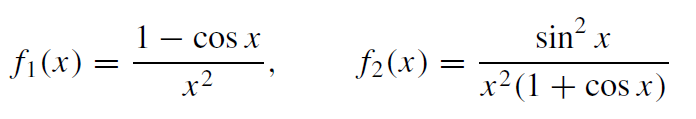 f₁(x) = (1 − cos x) / x², f₂(x) = sin² x / (x²(1 + cos x))